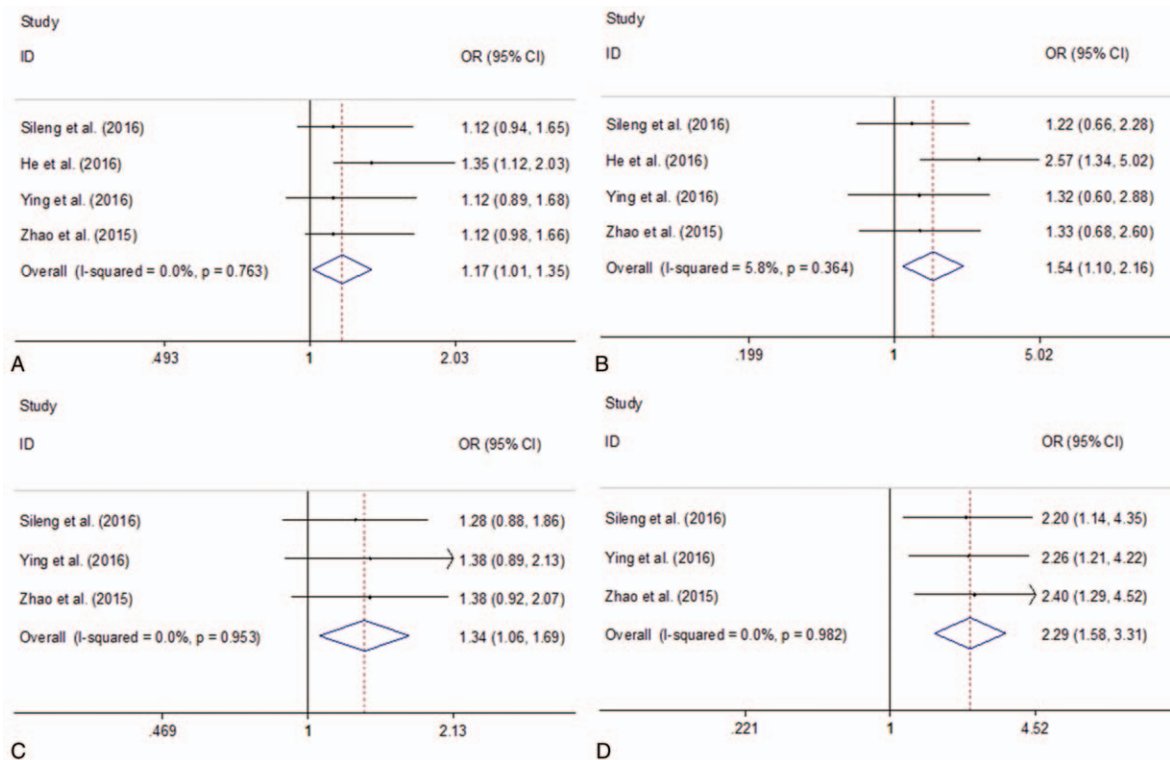 Study
ID OR (95% CI)
Sileng et al. (2016) 1.12 (0.94, 1.65)
He et al. (2016) 1.35 (1.12, 2.03)
Ying et al. (2016) 1.12 (0.89, 1.68)
Zhao et al. (2015) 1.12 (0.98, 1.66)
Overall (I-squared = 0.0%, p = 0.763) 1.17 (1.01, 1.35)
.493 1 2.03
A
Study
ID OR (95% CI)
Sileng et al. (2016) 1.22 (0.66, 2.28)
He et al. (2016) 2.57 (1.34, 5.02)
Ying et al. (2016) 1.32 (0.60, 2.88)
Zhao et al. (2015) 1.33 (0.68, 2.60)
Overall (I-squared = 5.8%, p = 0.364) 1.54 (1.10, 2.16)
.199 1 5.02
B
Study
ID OR (95% CI)
Sileng et al. (2016) 1.28 (0.88, 1.86)
Ying et al. (2016) 1.38 (0.89, 2.13)
Zhao et al. (2015) 1.38 (0.92, 2.07)
Overall (I-squared = 0.0%, p = 0.953) 1.34 (1.06, 1.69)
.469 1 2.13
C
Study
ID OR (95% CI)
Sileng et al. (2016) 2.20 (1.14, 4.35)
Ying et al. (2016) 2.26 (1.21, 4.22)
Zhao et al. (2015) 2.40 (1.29, 4.52)
Overall (I-squared = 0.0%, p = 0.982) 2.29 (1.58, 3.31)
.221 1 4.52
D